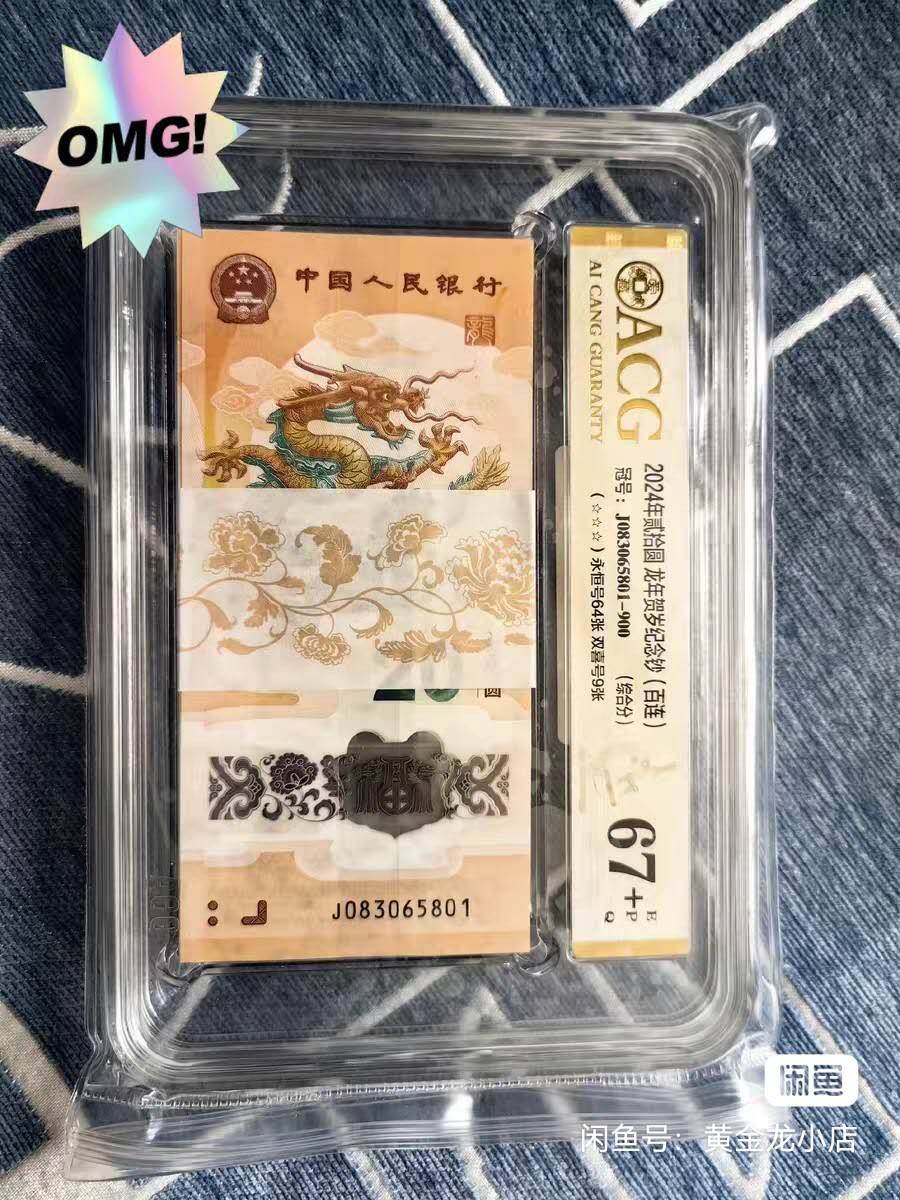 OMG!
中国人民银行
龍
圆
福
J083065801
ACG
AI CANG GUARANTY
2024年贰拾圆 龙年贺岁纪念钞（百连）
冠号：J083065801-900 （综合分）
（☆☆☆）永恒号64张 双喜号9张
67+
E
P
Q
闲鱼
闲鱼号：黄金龙小店